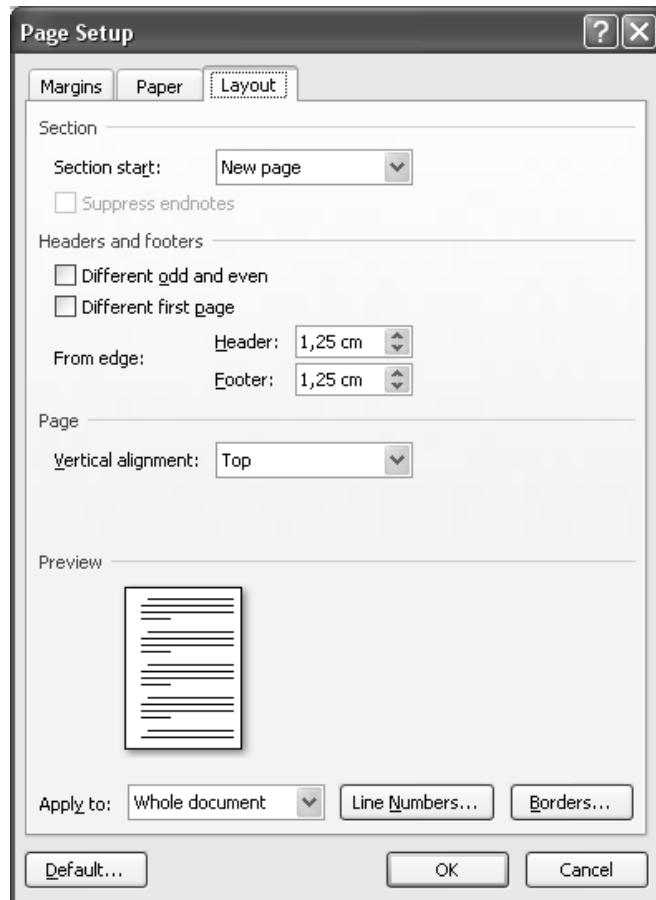 Page Setup
Margins Paper Layout
Section
Section start: New page
Suppress endnotes
Headers and footers
Different odd and even
Different first page
From edge:
Header: 1,25 cm
Footer: 1,25 cm
Page
Vertical alignment: Top
Preview
Apply to: Whole document Line Numbers... Borders...
Default... OK Cancel